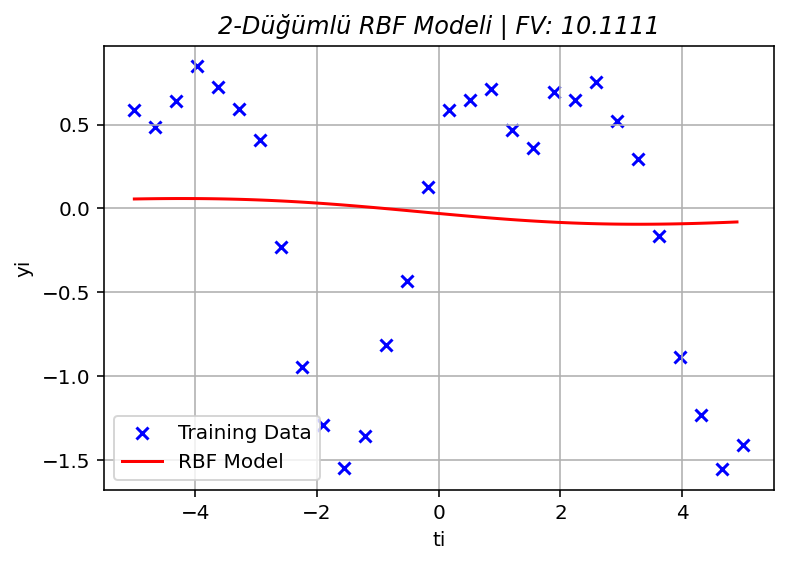 2-Düğümlü RBF Modeli | FV: 10.1111
yi
0.5
0.0
−0.5
−1.0
−1.5
Training Data
RBF Model
−4
−2
0
2
4
ti